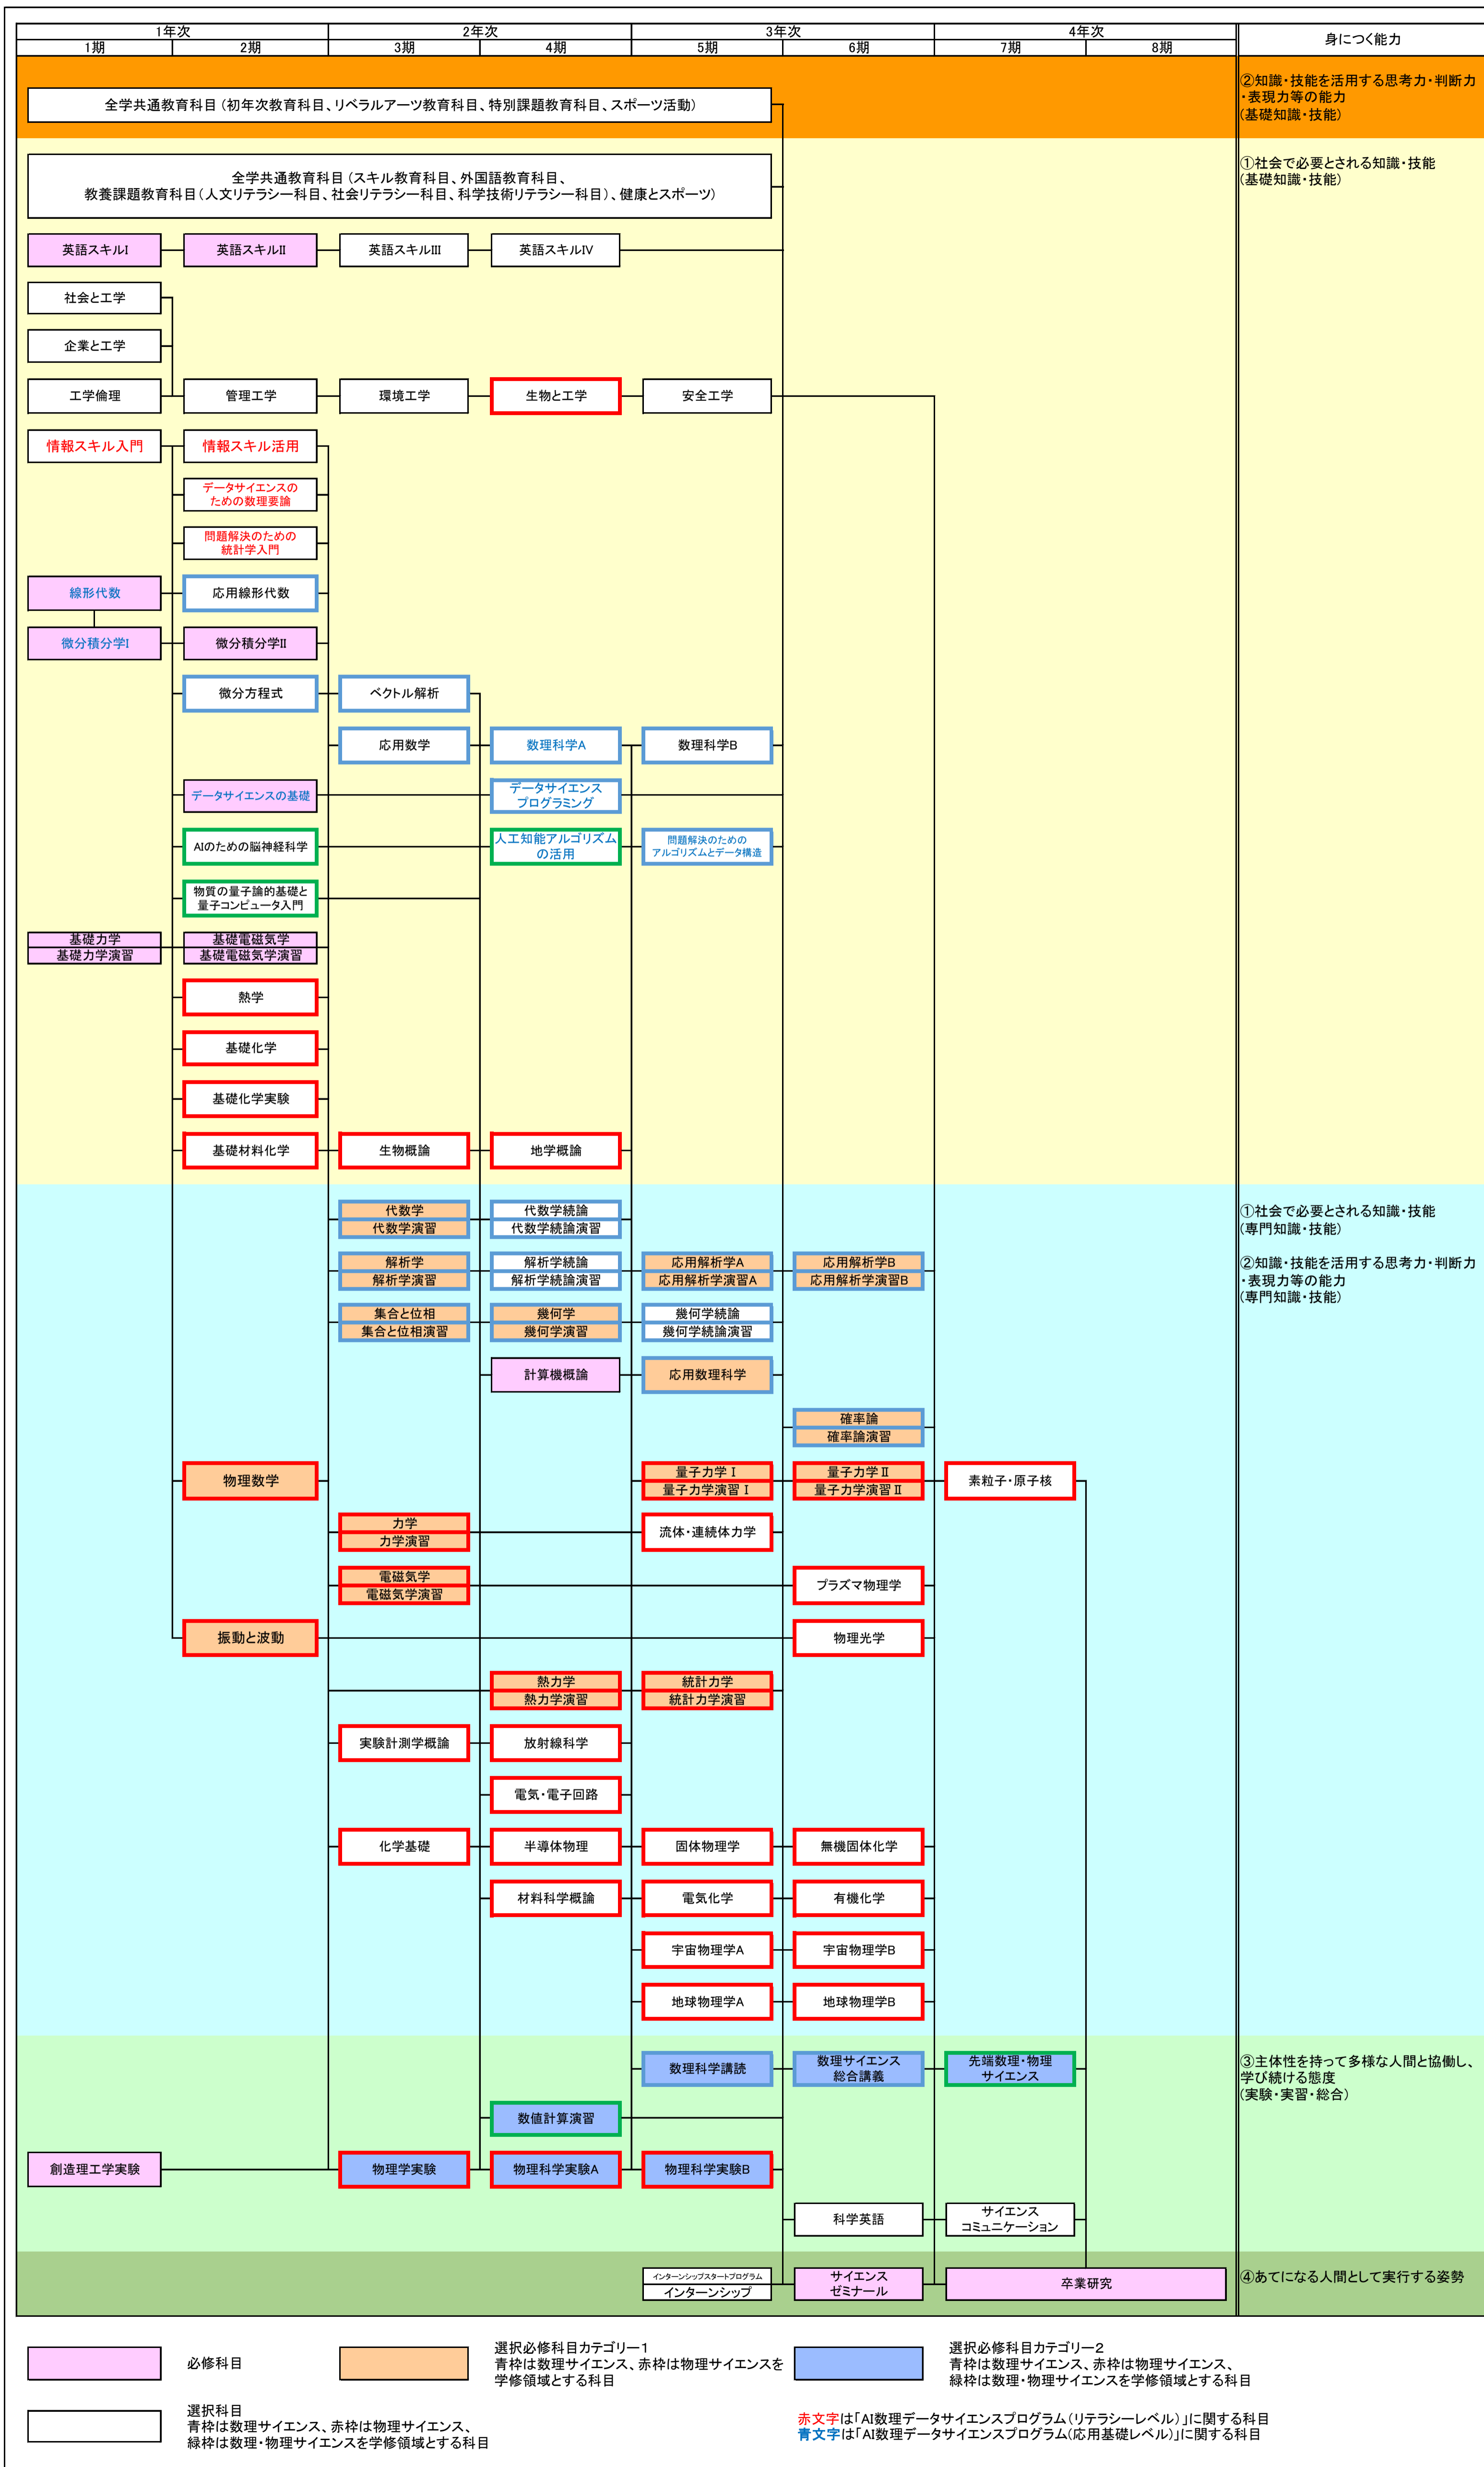 1年次
2年次
3年次
4年次
身につく能力
1期
2期
3期
4期
5期
6期
7期
8期
全学共通教育科目（初年次教育科目、リベラルアーツ教育科目、特別課題教育科目、スポーツ活動）
②知識・技能を活用する思考力・判断力
・表現力等の能力
（基礎知識・技能）
全学共通教育科目（スキル教育科目、外国語教育科目、
教養課題教育科目（人文リテラシー科目、社会リテラシー科目、科学技術リテラシー科目）、健康とスポーツ）
①社会で必要とされる知識・技能
（基礎知識・技能）
英語スキルⅠ
英語スキルⅡ
英語スキルⅢ
英語スキルⅣ
社会と工学
企業と工学
工学倫理
管理工学
環境工学
生物と工学
安全工学
情報スキル入門
情報スキル活用
データサイエンスの
ための数理要論
問題解決のための
統計学入門
線形代数
応用線形代数
微分積分学Ⅰ
微分積分学Ⅱ
微分方程式
ベクトル解析
応用数学
数理科学A
数理科学B
データサイエンスの基礎
データサイエンス
プログラミング
AIのための脳神経科学
人工知能アルゴリズム
の活用
問題解決のための
アルゴリズムとデータ構造
物質の量子論的基礎と
量子コンピュータ入門
基礎力学
基礎力学演習
基礎電磁気学
基礎電磁気学演習
熱学
基礎化学
基礎化学実験
基礎材料化学
生物概論
地学概論
代数学
代数学演習
代数学続論
代数学続論演習
①社会で必要とされる知識・技能
（専門知識・技能）
解析学
解析学演習
解析学続論
解析学続論演習
応用解析学A
応用解析学演習A
応用解析学B
応用解析学演習B
②知識・技能を活用する思考力・判断力
・表現力等の能力
（専門知識・技能）
集合と位相
集合と位相演習
幾何学
幾何学演習
幾何学続論
幾何学続論演習
計算機概論
応用数理科学
確率論
確率論演習
物理数学
量子力学Ⅰ
量子力学演習Ⅰ
量子力学Ⅱ
量子力学演習Ⅱ
素粒子・原子核
力学
力学演習
流体・連続体力学
電磁気学
電磁気学演習
プラズマ物理学
振動と波動
物理光学
熱力学
熱力学演習
統計力学
統計力学演習
実験計測学概論
放射線科学
電気・電子回路
化学基礎
半導体物理
固体物理学
無機固体化学
材料科学概論
電気化学
有機化学
宇宙物理学A
宇宙物理学B
地球物理学A
地球物理学B
数理科学講読
数理サイエンス
総合講義
先端数理・物理
サイエンス
③主体性を持って多様な人間と協働し、
学び続ける態度
（実験・実習・総合）
数値計算演習
創造理工学実験
物理学実験
物理科学実験A
物理科学実験B
科学英語
サイエンス
コミュニケーション
インターンシップスタートプログラム
インターンシップ
サイエンス
ゼミナール
卒業研究
④あてになる人間として実行する姿勢
必修科目
選択必修科目カテゴリー1
青枠は数理サイエンス、赤枠は物理サイエンスを
学修領域とする科目
選択必修科目カテゴリー２
青枠は数理サイエンス、赤枠は物理サイエンス、
緑枠は数理・物理サイエンスを学修領域とする科目
選択科目
青枠は数理サイエンス、赤枠は物理サイエンス、
緑枠は数理・物理サイエンスを学修領域とする科目
赤文字は「AI数理データサイエンスプログラム（リテラシーレベル）」に関する科目
青文字は「AI数理データサイエンスプログラム（応用基礎レベル）」に関する科目